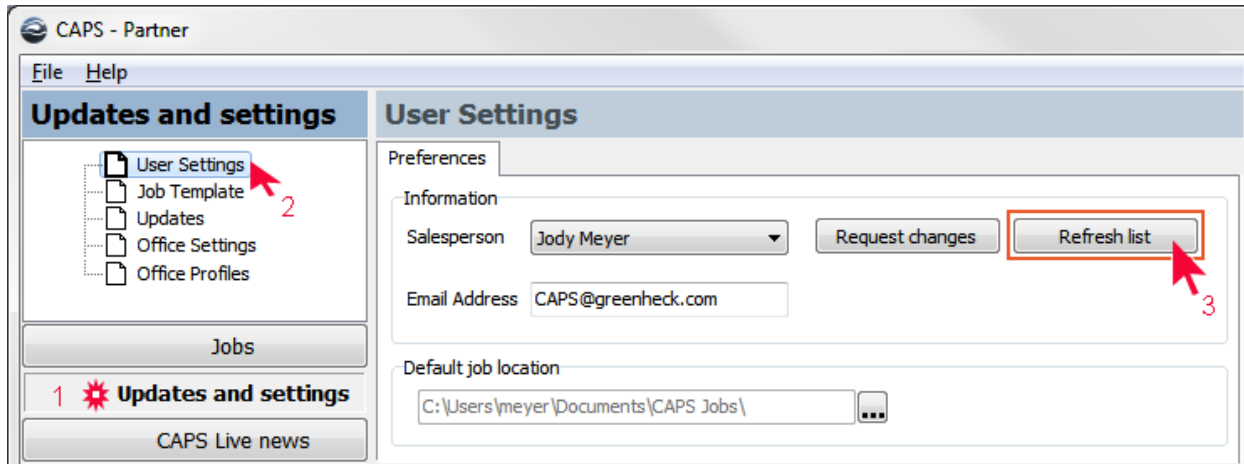 CAPS - Partner
File Help
Updates and settings
User Settings
Job Template
Updates
Office Settings
Office Profiles
2
Jobs
1 Updates and settings
CAPS Live news
User Settings
Preferences
Information
Salesperson Jody Meyer Request changes Refresh list
3
Email Address CAPS@greenheck.com
Default job location
C:\Users\meyer\Documents\CAPS Jobs\ ...